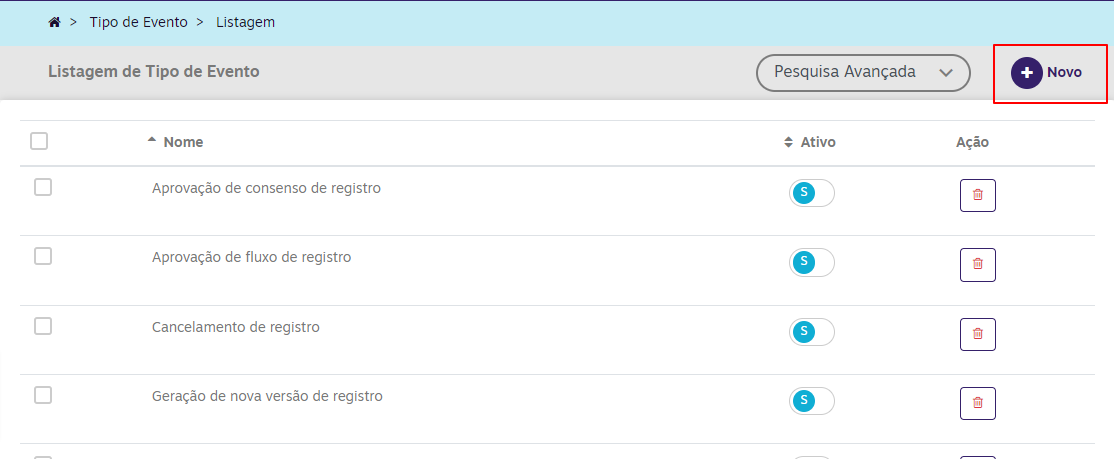 > Tipo de Evento > Listagem
Listagem de Tipo de Evento
Pesquisa Avançada
Novo
Nome Ativo Ação
Aprovação de consenso de registro S
Aprovação de fluxo de registro S
Cancelamento de registro S
Geração de nova versão de registro S